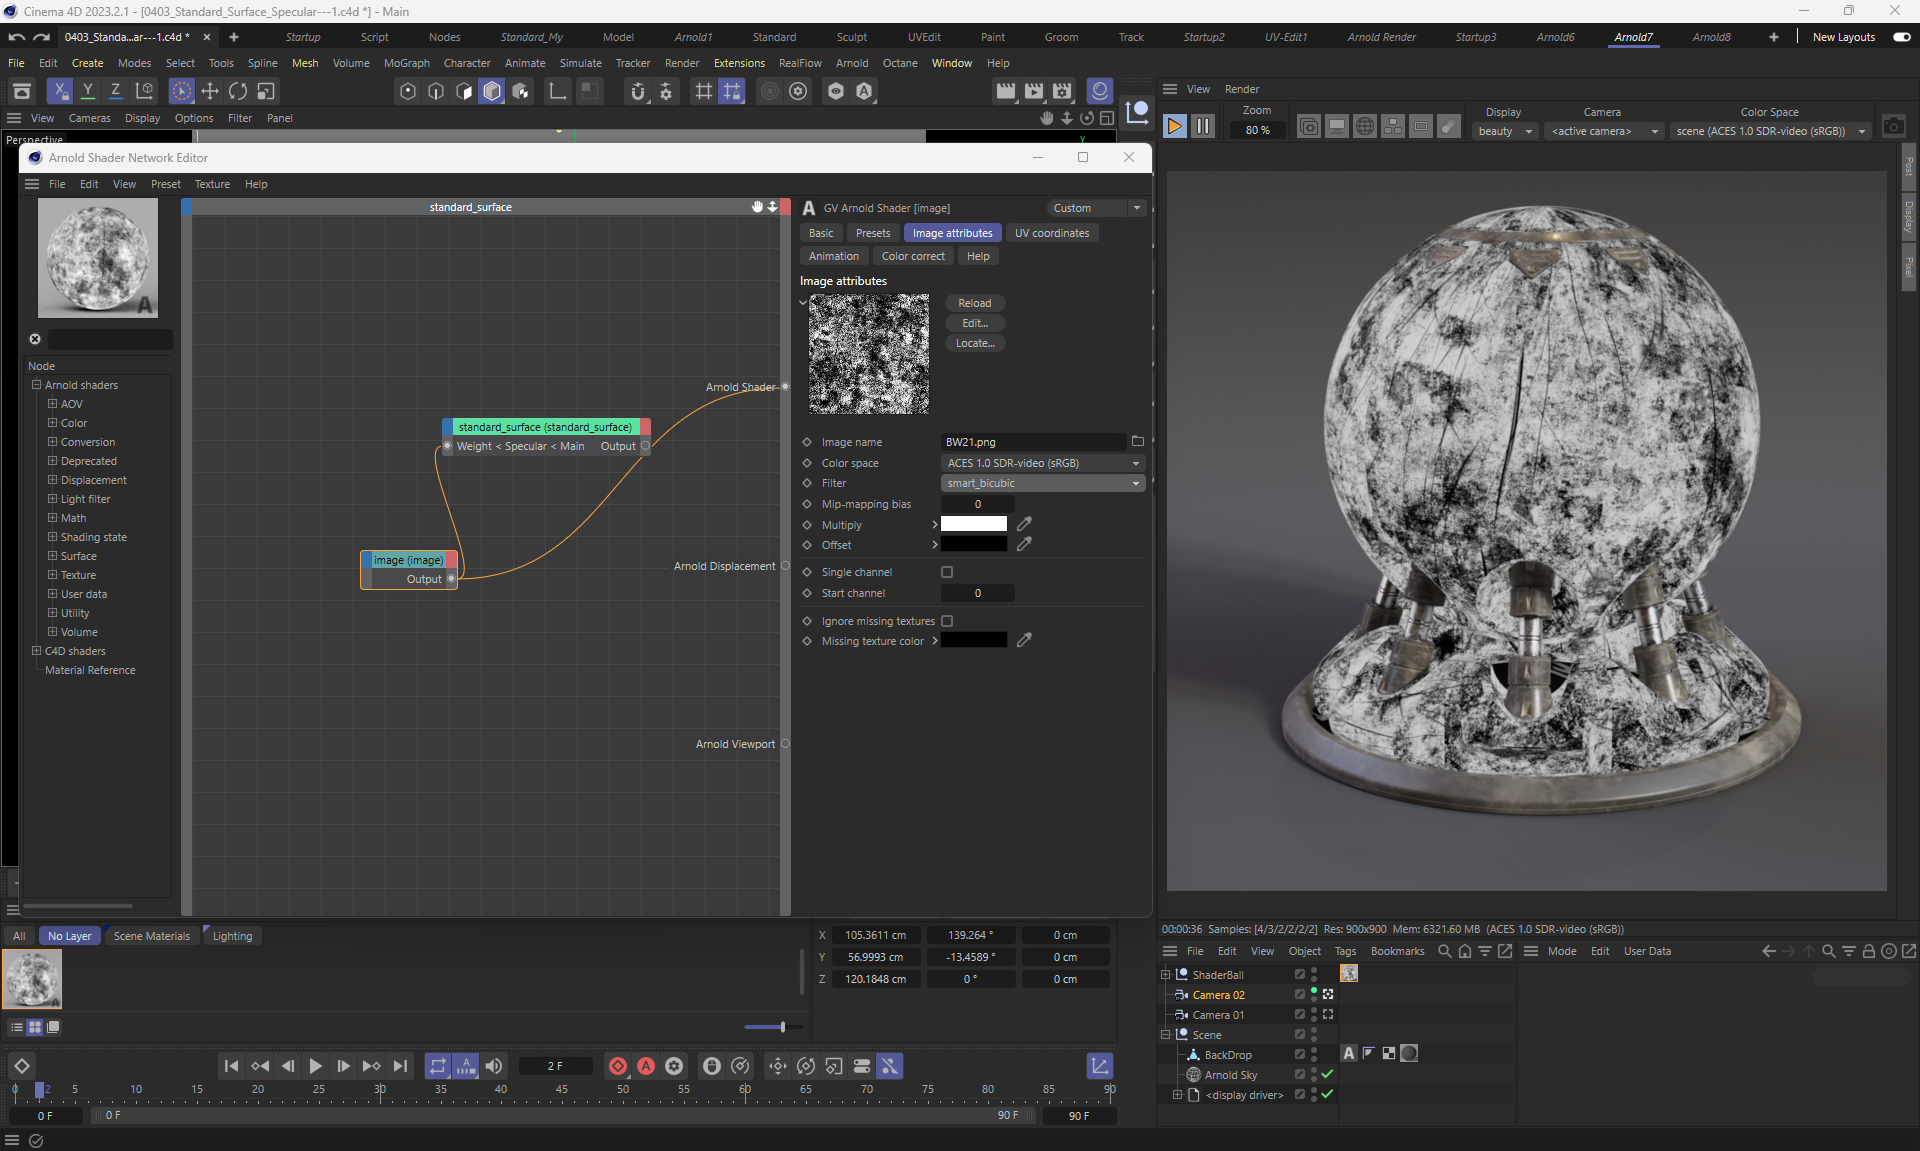 Cinema 4D 2023.2.1 - [0403_Standard_Surface_Specular---1.c4d *] - Main
0403_Standa...ar---1.c4d * Startup Script Nodes Standard_My Model Arnold1 Standard Sculpt UVEdit Paint Groom Track Startup2 UV-Edit1 Arnold Render Startup3 Arnold6 Arnold7 Arnold8 New Layouts
File Edit Create Modes Select Tools Spline Mesh Volume MoGraph Character Animate Simulate Tracker Render Extensions RealFlow Arnold Octane Window Help
X Y Z
View Cameras Display Options Filter Panel
Perspective
y
View Render
Zoom
80 %
Display
beauty
Camera
<active camera>
Color Space
scene (ACES 1.0 SDR-video (sRGB))
Post
Display
Pixel
Arnold Shader Network Editor
File Edit View Preset Texture Help
A
Node
Arnold shaders
AOV
Color
Conversion
Deprecated
Displacement
Light filter
Math
Shading state
Surface
Texture
User data
Utility
Volume
C4D shaders
Material Reference
standard_surface
Arnold Shader
standard_surface (standard_surface)
Weight < Specular < Main Output
image (image)
Output
Arnold Displacement
Arnold Viewport
A GV Arnold Shader [image] Custom
Basic Presets Image attributes UV coordinates
Animation Color correct Help
Image attributes
Reload
Edit...
Locate...
Image name BW21.png
Color space ACES 1.0 SDR-video (sRGB)
Filter smart_bicubic
Mip-mapping bias 0
Multiply
Offset
Single channel
Start channel 0
Ignore missing textures
Missing texture color
All No Layer Scene Materials Lighting
X 105.3611 cm 139.264 ° 0 cm
Y 56.9993 cm -13.4589 ° 0 cm
Z 120.1848 cm 0 ° 0 cm
00:00:36 Samples: [4/3/2/2/2/2] Res: 900x900 Mem: 6321.60 MB (ACES 1.0 SDR-video (sRGB))
File Edit View Object Tags Bookmarks
Mode Edit User Data
ShaderBall
Camera 02
Camera 01
Scene
BackDrop A
Arnold Sky
<display driver>
2 F
0 2 5 10 15 20 25 30 35 40 45 50 55 60 65 70 75 80 85 90
0 F 0 F 90 F 90 F